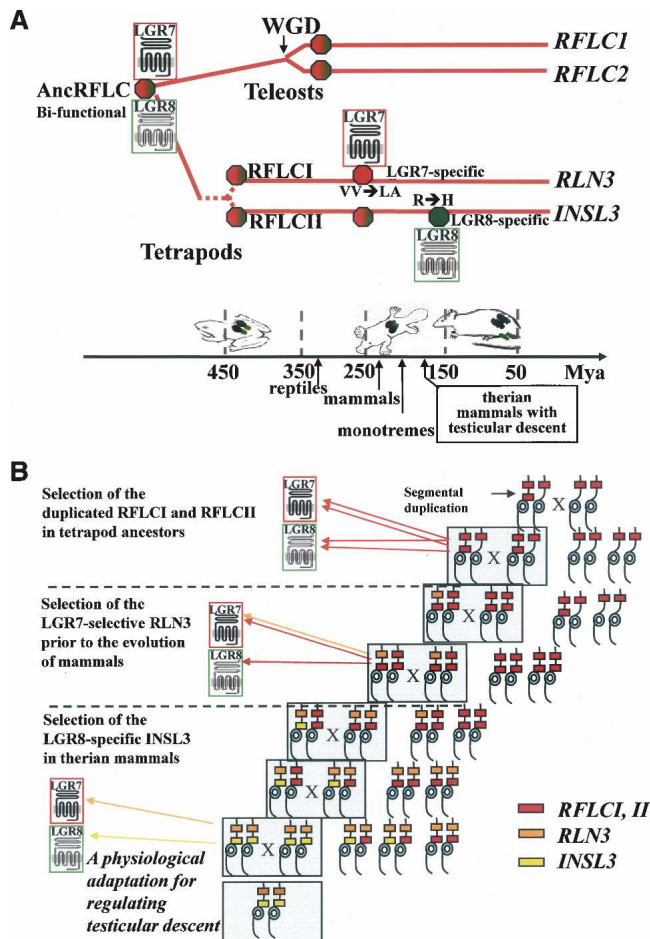 A
LGR7
WGD
RFLC1
AncRFLC
RFLC2
Bi-functional
LGR8
Teleosts
LGR7
RFLCI
LGR7-specific
RLN3
VV→LA
R→H
INSL3
RFLCII
LGR8-specific
LGR8
Tetrapods
450
350
250
150
50
Mya
reptiles
mammals
monotremes
therian
mammals with
testicular descent
B
Selection of the
duplicated RFLCI and RFLCII
in tetrapod ancestors
LGR7
LGR8
Segmental
duplication
X
X
Selection of the
LGR7-selective RLN3
prior to the evolution
of mammals
LGR7
LGR8
X
X
Selection of the
LGR8-specific INSL3
in therian mammals
X
X
LGR7
LGR8
X
A physiological
adaptation for
regulating
testicular descent
RFLCI, II
RLN3
INSL3